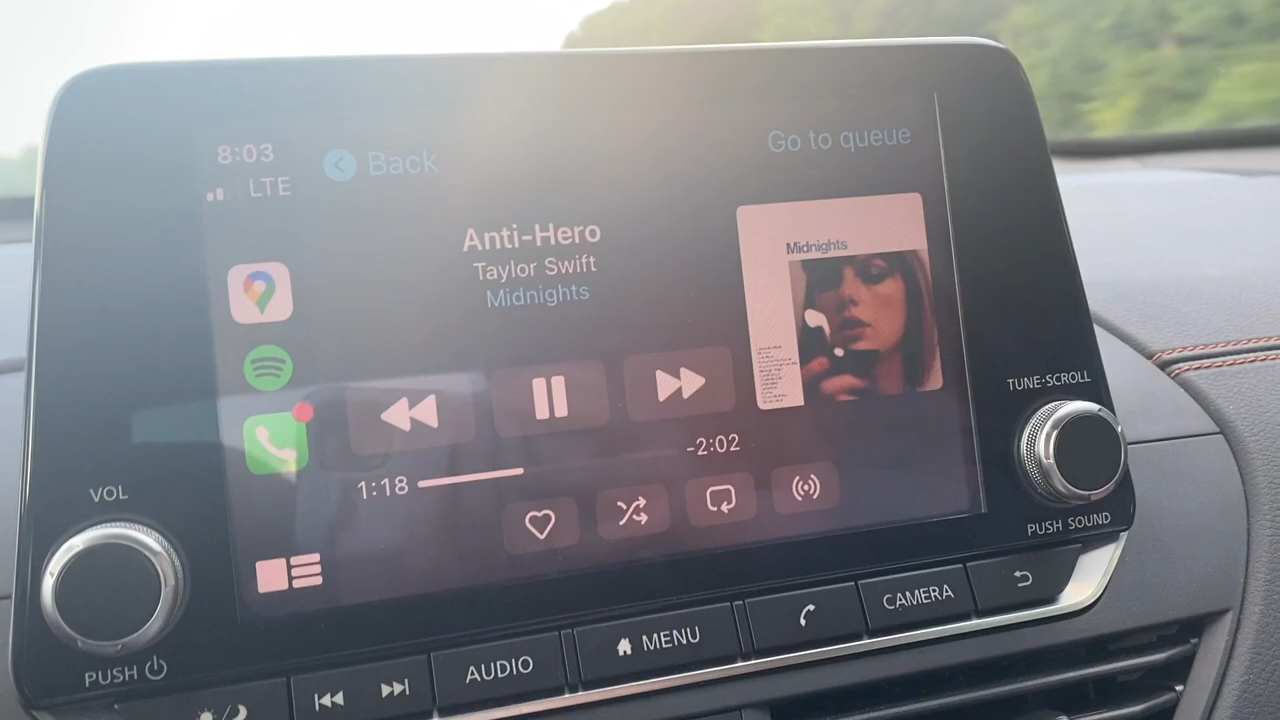 8:03
LTE
Back
Go to queue
Anti-Hero
Taylor Swift
Midnights
Midnights
-2:02
1:18
VOL
PUSH
TUNE·SCROLL
PUSH SOUND
AUDIO
MENU
CAMERA